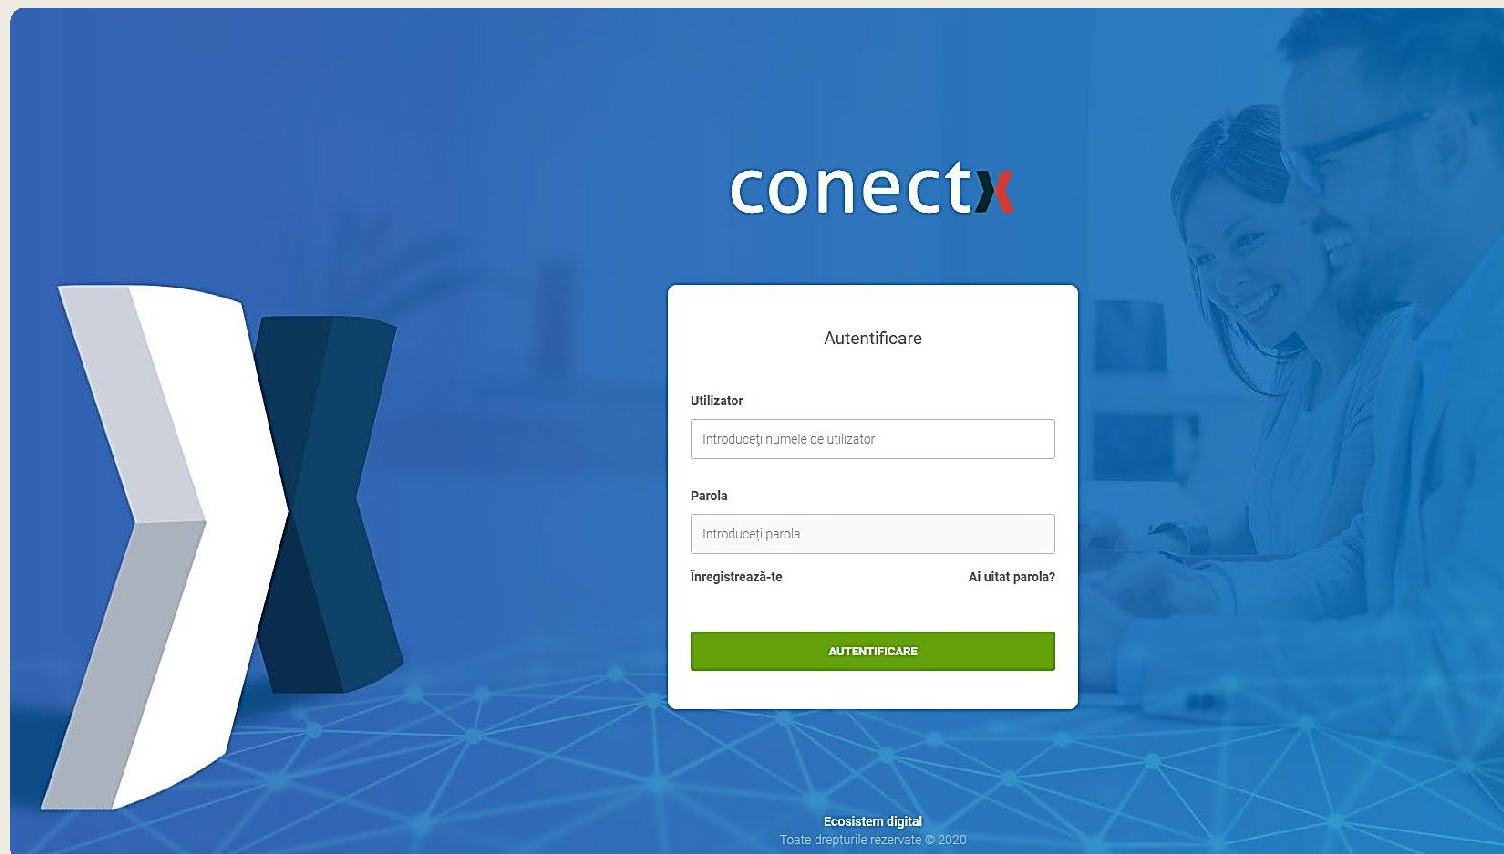 conectx
Autentificare
Utilizator
Introduceți numele de utilizator
Parola
Introduceți parola
Înregistrează-te
Ai uitat parola?
AUTENTIFICARE
Ecosistem digital
Toate drepturile rezervate © 2020